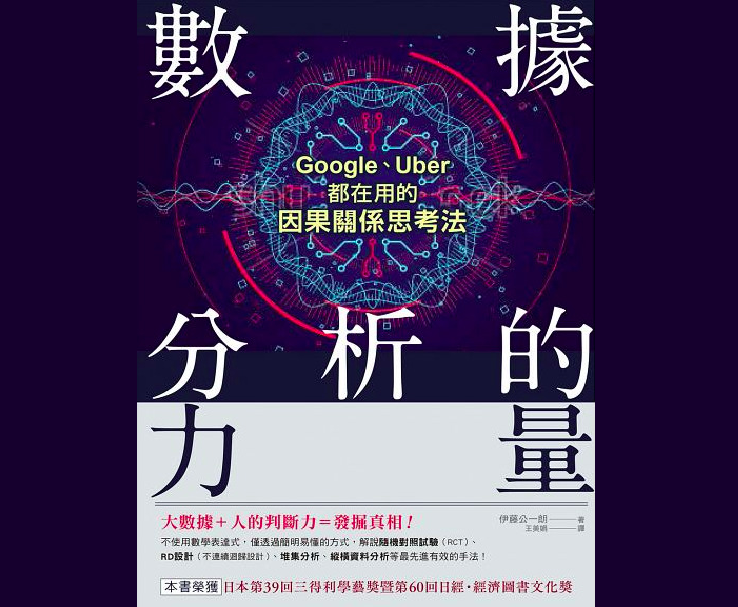 數據
Google、Uber
都在用的
因果關係思考法
分析的
力量
大數據+人的判斷力=發掘真相!
伊藤公一朗 著
王美娟 譯
不使用數學表達式,僅透過簡明易懂的方式,解說隨機對照試驗(RCT)、
RD設計(不連續迴歸設計)、堆集分析、縱橫資料分析等最先進有效的手法!
本書榮獲 日本第39回三得利學藝獎暨第60回日經・經濟圖書文化獎